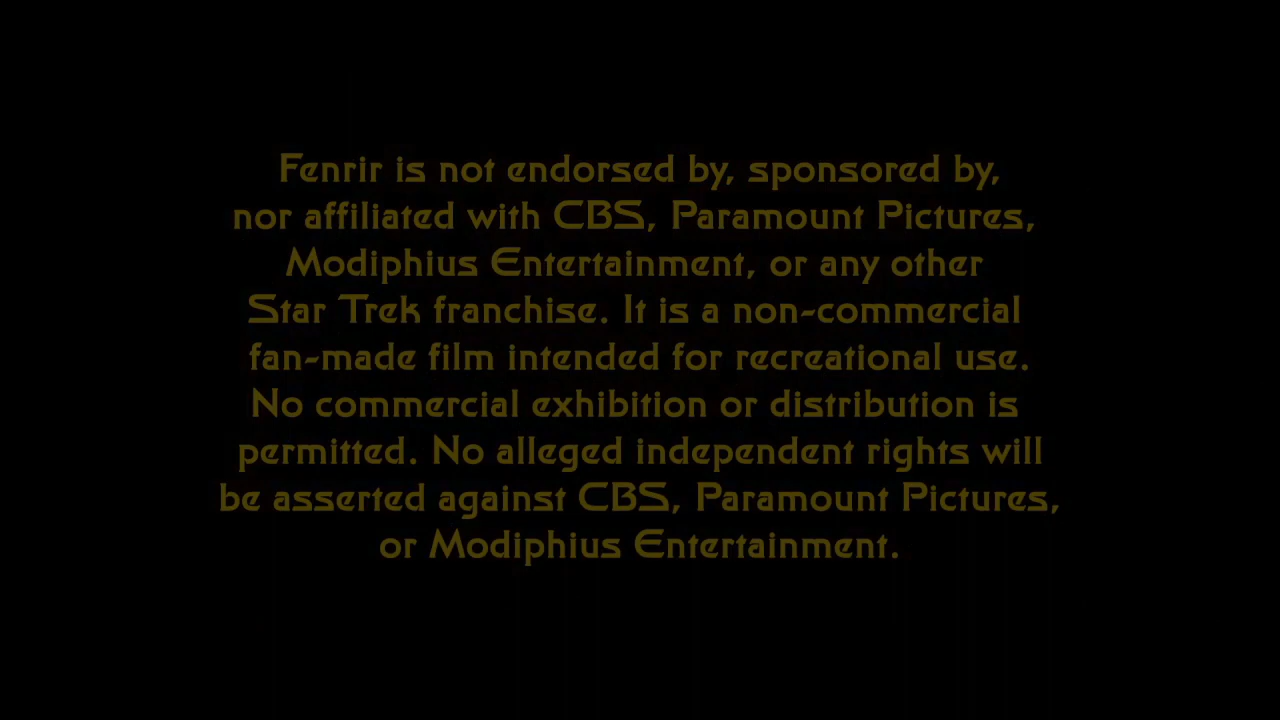 Fenrir is not endorsed by, sponsored by,
nor affiliated with CBS, Paramount Pictures,
Modiphius Entertainment, or any other
Star Trek franchise. It is a non-commercial
fan-made film intended for recreational use.
No commercial exhibition or distribution is
permitted. No alleged independent rights will
be asserted against CBS, Paramount Pictures,
or Modiphius Entertainment.